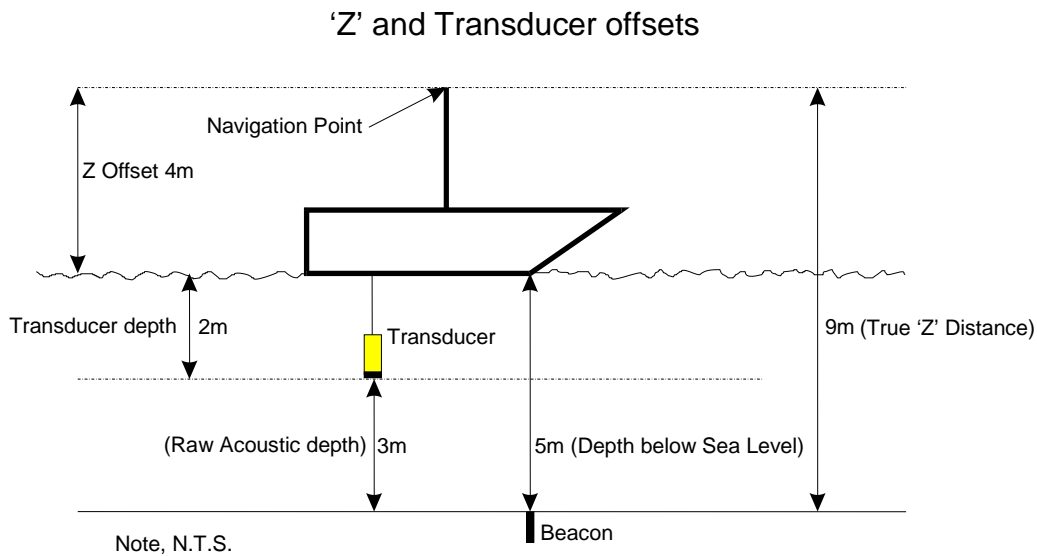 ‘Z’ and Transducer offsets
Navigation Point
Z Offset 4m
Transducer depth
2m
Transducer
9m (True ‘Z’ Distance)
(Raw Acoustic depth)
3m
5m (Depth below Sea Level)
Beacon
Note, N.T.S.